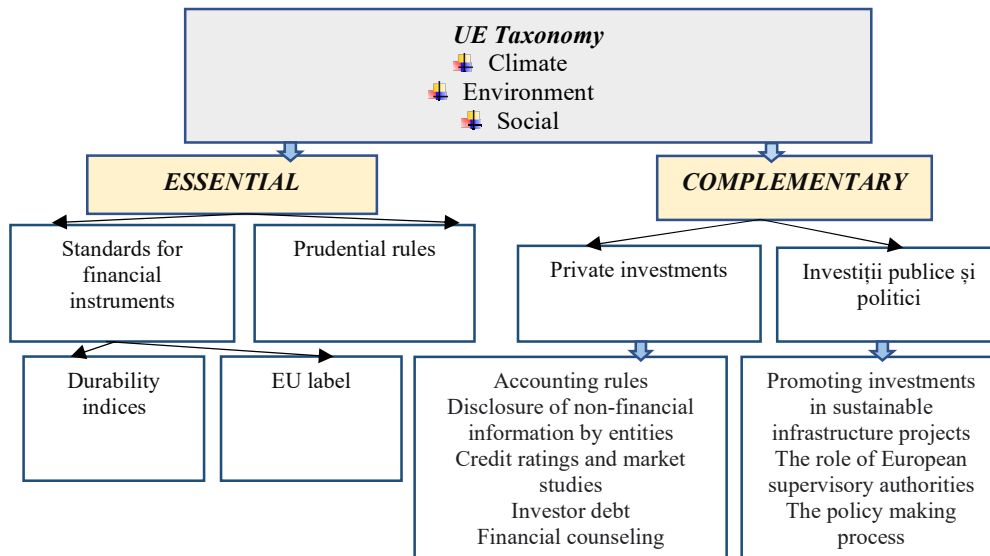 UE Taxonomy
Climate
Environment
Social
ESSENTIAL
COMPLEMENTARY
Standards for
financial
instruments
Prudential rules
Private investments
Investiții publice și
politici
Durability
indices
EU label
Accounting rules
Disclosure of non-financial
information by entities
Credit ratings and market
studies
Investor debt
Financial counseling
Promoting investments
in sustainable
infrastructure projects
The role of European
supervisory authorities
The policy making
process